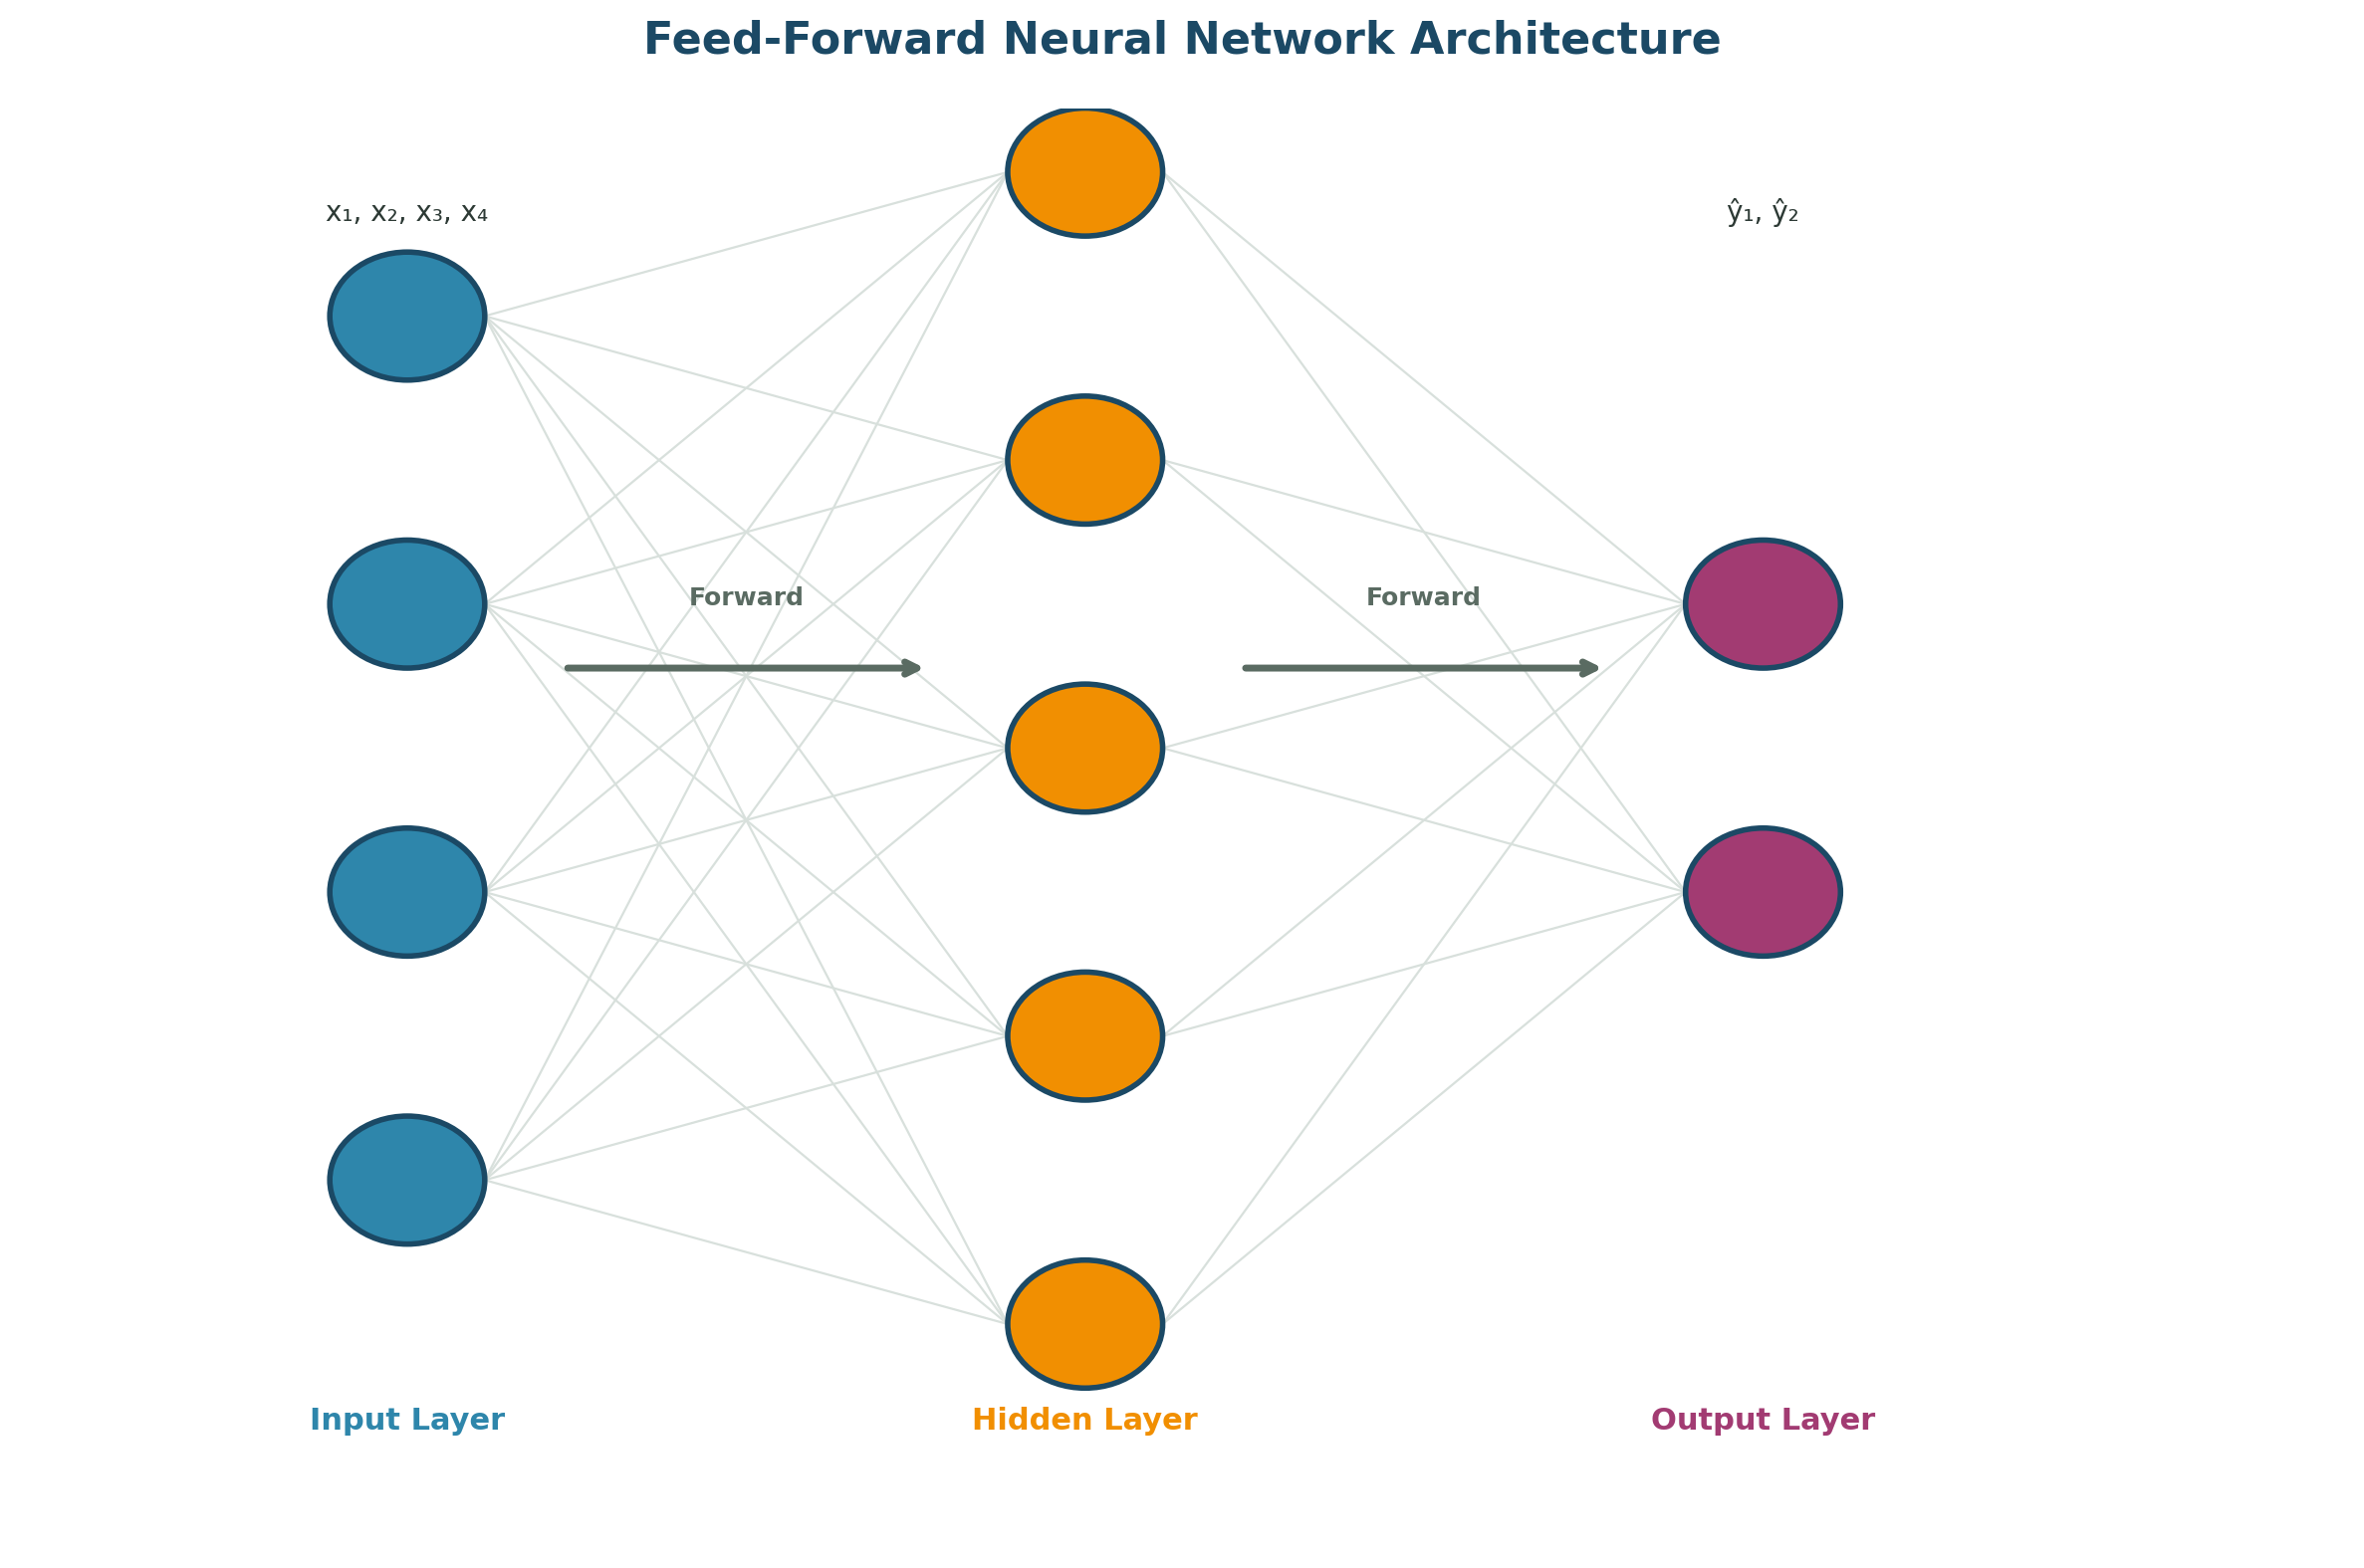 Feed-Forward Neural Network Architecture
x₁, x₂, x₃, x₄
ŷ₁, ŷ₂
Forward
Forward
Input Layer
Hidden Layer
Output Layer